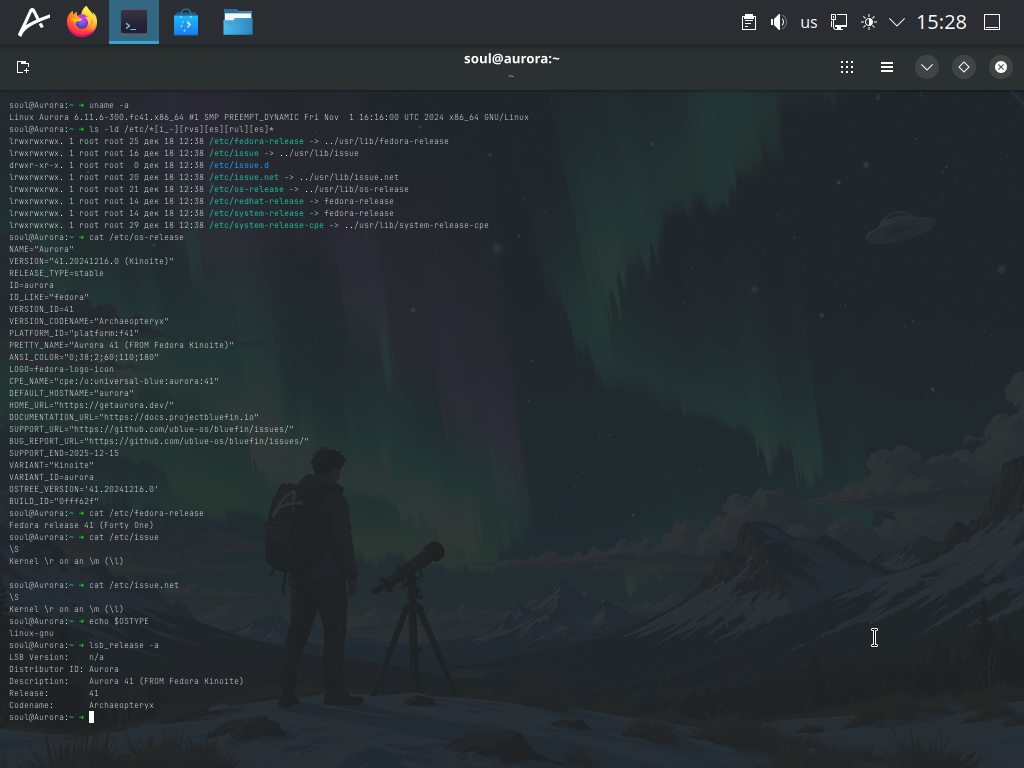 us
15:28
soul@aurora:~
~
soul@Aurora:~ ➜ uname -a
Linux Aurora 6.11.6-300.fc41.x86_64 #1 SMP PREEMPT_DYNAMIC Fri Nov  1 16:16:00 UTC 2024 x86_64 GNU/Linux
soul@Aurora:~ ➜ ls -ld /etc/*[i_-][rvs][es][rul][es]*
lrwxrwxrwx. 1 root root 25 дек 18 12:38 /etc/fedora-release -> ../usr/lib/fedora-release
lrwxrwxrwx. 1 root root 16 дек 18 12:38 /etc/issue -> ../usr/lib/issue
drwxr-xr-x. 1 root root  0 дек 18 12:38 /etc/issue.d
lrwxrwxrwx. 1 root root 20 дек 18 12:38 /etc/issue.net -> ../usr/lib/issue.net
lrwxrwxrwx. 1 root root 21 дек 18 12:38 /etc/os-release -> ../usr/lib/os-release
lrwxrwxrwx. 1 root root 14 дек 18 12:38 /etc/redhat-release -> fedora-release
lrwxrwxrwx. 1 root root 14 дек 18 12:38 /etc/system-release -> fedora-release
lrwxrwxrwx. 1 root root 29 дек 18 12:38 /etc/system-release-cpe -> ../usr/lib/system-release-cpe
soul@Aurora:~ ➜ cat /etc/os-release
NAME="Aurora"
VERSION="41.20241216.0 (Kinoite)"
RELEASE_TYPE=stable
ID=aurora
ID_LIKE="fedora"
VERSION_ID=41
VERSION_CODENAME="Archaeopteryx"
PLATFORM_ID="platform:f41"
PRETTY_NAME="Aurora 41 (FROM Fedora Kinoite)"
ANSI_COLOR="0;38;2;60;110;180"
LOGO=fedora-logo-icon
CPE_NAME="cpe:/o:universal-blue:aurora:41"
DEFAULT_HOSTNAME="aurora"
HOME_URL="https://getaurora.dev/"
DOCUMENTATION_URL="https://docs.projectbluefin.io"
SUPPORT_URL="https://github.com/ublue-os/bluefin/issues/"
BUG_REPORT_URL="https://github.com/ublue-os/bluefin/issues/"
SUPPORT_END=2025-12-15
VARIANT="Kinoite"
VARIANT_ID=aurora
OSTREE_VERSION='41.20241216.0'
BUILD_ID="0fff62f"
soul@Aurora:~ ➜ cat /etc/fedora-release
Fedora release 41 (Forty One)
soul@Aurora:~ ➜ cat /etc/issue
\S
Kernel \r on an \m (\l)
soul@Aurora:~ ➜ cat /etc/issue.net
\S
Kernel \r on an \m (\l)
soul@Aurora:~ ➜ echo $OSTYPE
linux-gnu
soul@Aurora:~ ➜ lsb_release -a
LSB Version:    n/a
Distributor ID: Aurora
Description:    Aurora 41 (FROM Fedora Kinoite)
Release:        41
Codename:       Archaeopteryx
soul@Aurora:~ ➜